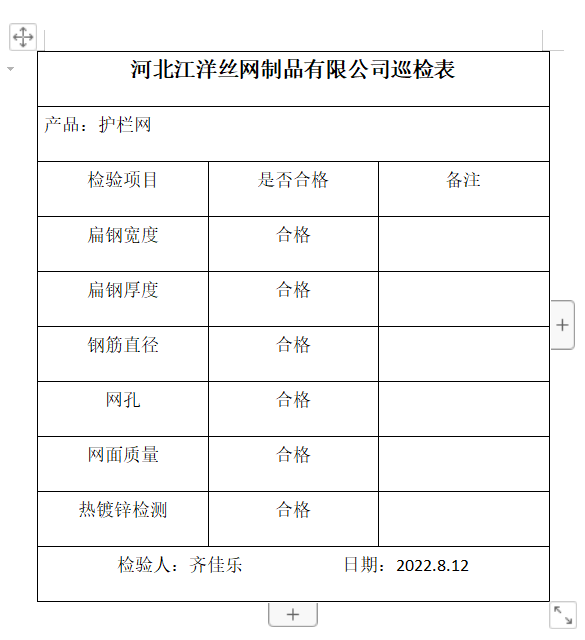 河北江洋丝网制品有限公司巡检表
产品：护栏网
检验项目 是否合格 备注
扁钢宽度 合格
扁钢厚度 合格
钢筋直径 合格
网孔 合格
网面质量 合格
热镀锌检测 合格
检验人：齐佳乐 日期：2022.8.12